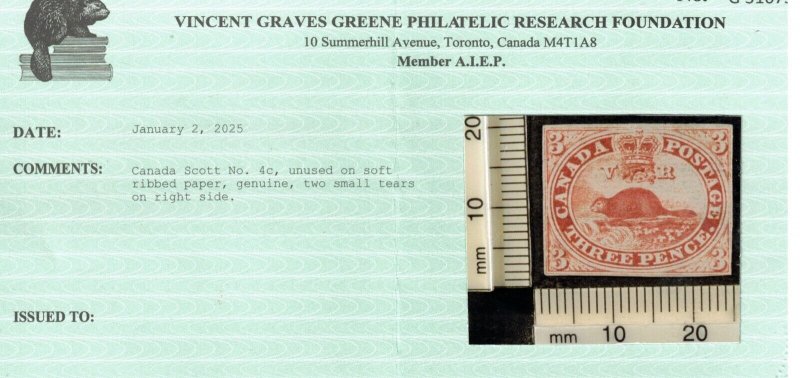 VINCENT GRAVES GREENE PHILATELIC RESEARCH FOUNDATION
10 Summerhill Avenue, Toronto, Canada M4T1A8
Member A.I.E.P.
DATE: January 2, 2025
COMMENTS: Canada Scott No. 4c, unused on soft
ribbed paper, genuine, two small tears
on right side.
ISSUED TO:
20
10
mm
3 3
CANADA POSTAGE.
V R
THREE PENCE.
3 3
mm 10 20